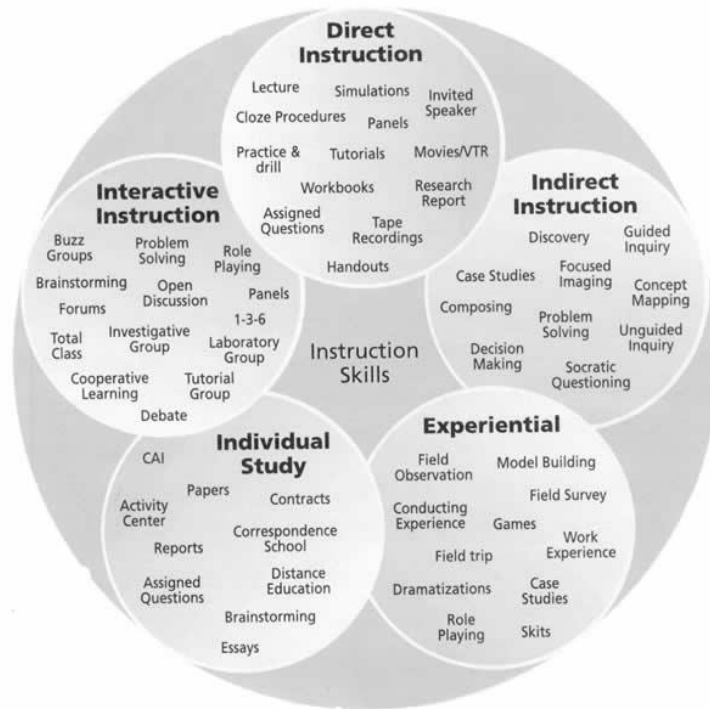 Direct
Instruction
Lecture
Simulations
Invited
Speaker
Cloze Procedures
Panels
Practice &
drill
Tutorials
Movies/VTR
Workbooks
Research
Report
Assigned
Questions
Tape
Recordings
Handouts
Interactive
Instruction
Buzz
Groups
Problem
Solving
Role
Playing
Brainstorming
Open
Discussion
Panels
Forums
1-3-6
Total
Class
Investigative
Group
Laboratory
Group
Cooperative
Learning
Tutorial
Group
Debate
Indirect
Instruction
Discovery
Guided
Inquiry
Case Studies
Focused
Imaging
Concept
Mapping
Composing
Problem
Solving
Unguided
Inquiry
Decision
Making
Socratic
Questioning
Instruction
Skills
Individual
Study
CAI
Papers
Contracts
Activity
Center
Correspondence
School
Reports
Assigned
Questions
Distance
Education
Brainstorming
Essays
Experiential
Field
Observation
Model Building
Field Survey
Conducting
Experience
Games
Work
Experience
Field trip
Dramatizations
Case
Studies
Role
Playing
Skits